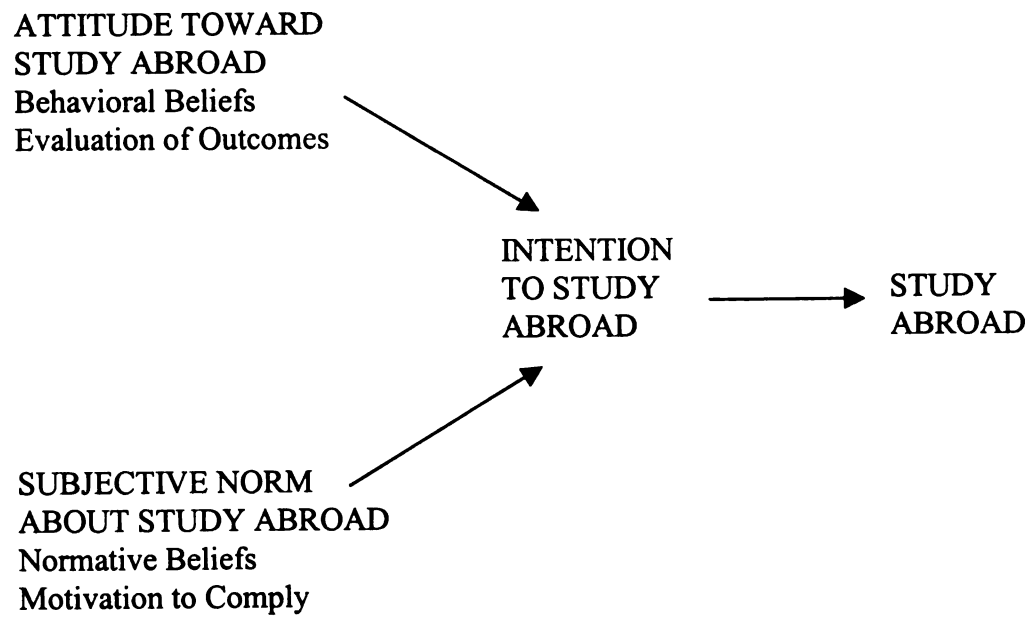 ATTITUDE TOWARD
STUDY ABROAD
Behavioral Beliefs
Evaluation of Outcomes
INTENTION
TO STUDY
ABROAD
STUDY
ABROAD
SUBJECTIVE NORM
ABOUT STUDY ABROAD
Normative Beliefs
Motivation to Comply